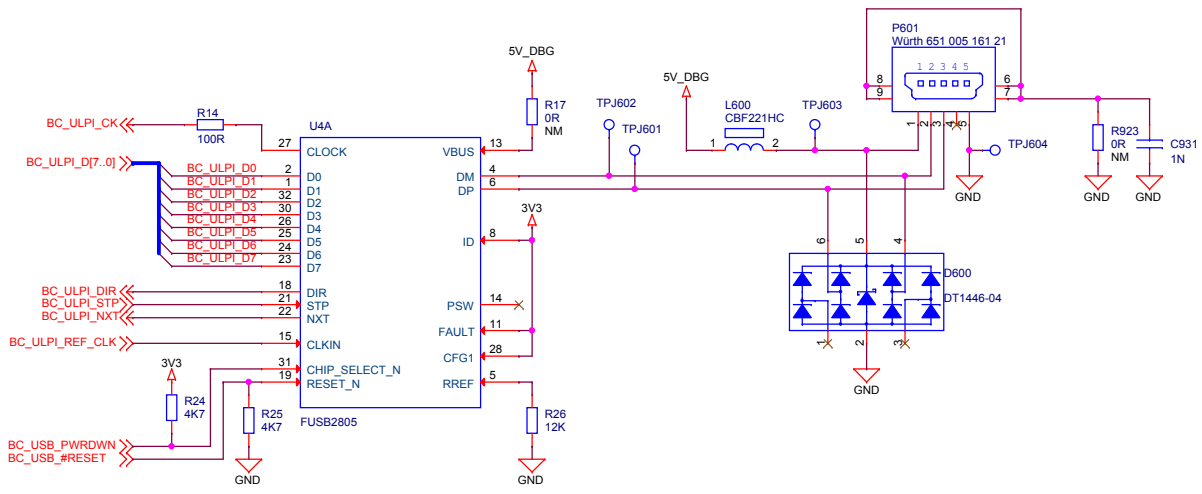 P601
Würth 651 005 161 21
1 2 3 4 5
8
9
6
7
1
2
3
4
5
5V_DBG
R17
0R
NM
5V_DBG
L600
CBF221HC
1
2
TPJ602
TPJ601
TPJ603
TPJ604
GND
R923
0R
NM
GND
C931
1N
GND
BC_ULPI_CK
R14
100R
BC_ULPI_D[7..0]
BC_ULPI_D0
BC_ULPI_D1
BC_ULPI_D2
BC_ULPI_D3
BC_ULPI_D4
BC_ULPI_D5
BC_ULPI_D6
BC_ULPI_D7
BC_ULPI_DIR
BC_ULPI_STP
BC_ULPI_NXT
BC_ULPI_REF_CLK
U4A
27 CLOCK
2 D0
1 D1
32 D2
30 D3
26 D4
25 D5
24 D6
23 D7
18 DIR
21 STP
22 NXT
15 CLKIN
31 CHIP_SELECT_N
19 RESET_N
VBUS 13
DM 4
DP 6
ID 8
PSW 14
FAULT 11
CFG1 28
RREF 5
FUSB2805
3V3
3V3
R24
4K7
R25
4K7
GND
R26
12K
GND
BC_USB_PWRDWN
BC_USB_#RESET
6
5
4
D600
DT1446-04
1
2
3
GND